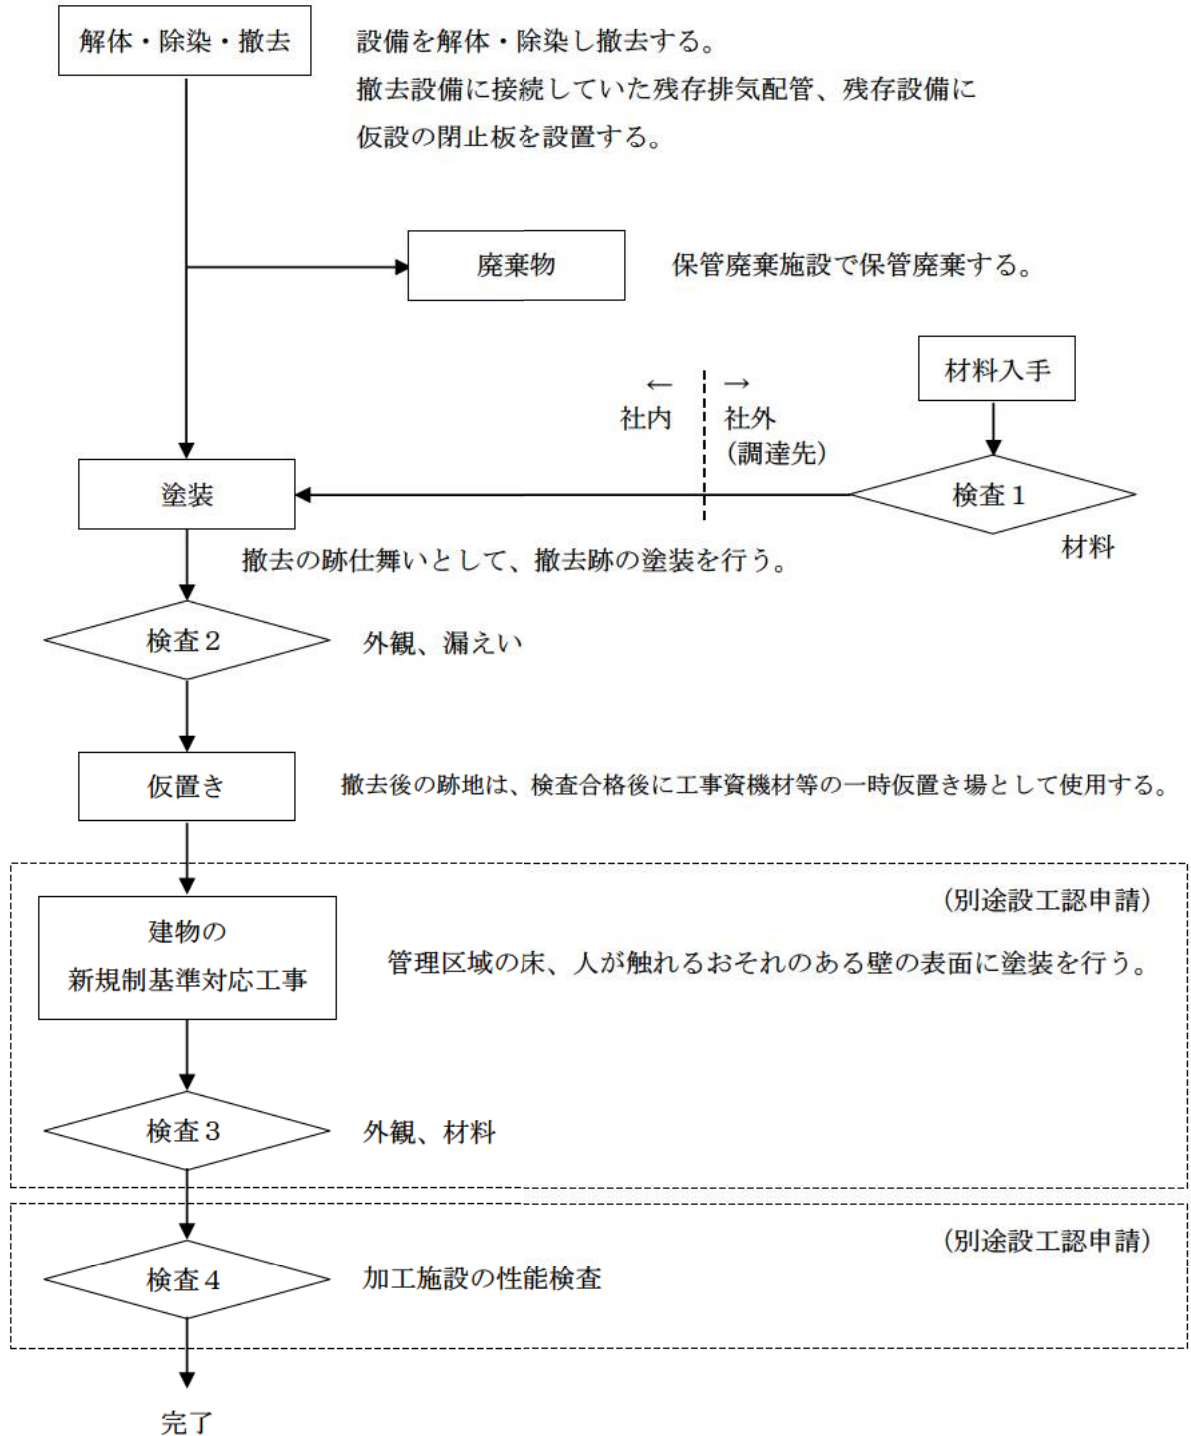 解体・除染・撤去
設備を解体・除染し撤去する。
撤去設備に接続していた残存排気配管、残存設備に
仮設の閉止板を設置する。
廃棄物
保管廃棄施設で保管廃棄する。
材料入手
← →
社内 社外
（調達先）
塗装
検査１
材料
撤去の跡仕舞いとして、撤去跡の塗装を行う。
検査２
外観、漏えい
仮置き
撤去後の跡地は、検査合格後に工事資機材等の一時仮置き場として使用する。
（別途設工認申請）
建物の
新規制基準対応工事
管理区域の床、人が触れるおそれのある壁の表面に塗装を行う。
検査３
外観、材料
（別途設工認申請）
検査４
加工施設の性能検査
完了